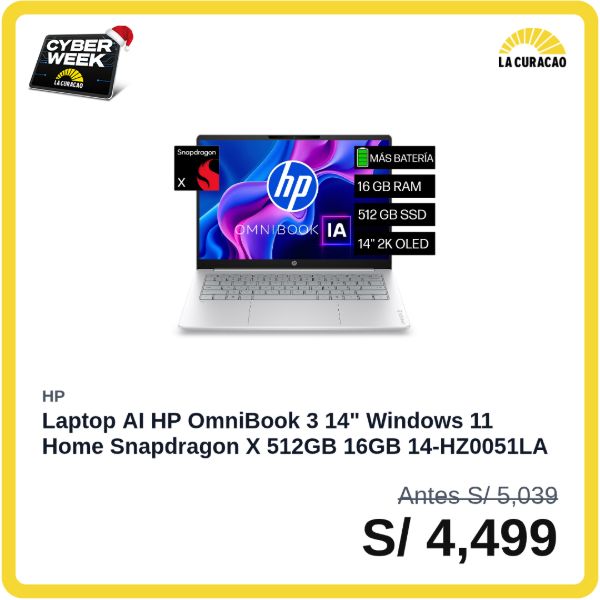 CYBER
WEEK
LA CURACAO
LA CURACAO
Snapdragon
X
MÁS BATERÍA
16 GB RAM
512 GB SSD
14" 2K OLED
hp
OMNIBOOK IA
HP
Laptop AI HP OmniBook 3 14" Windows 11
Home Snapdragon X 512GB 16GB 14-HZ0051LA
Antes S/ 5,039
S/ 4,499